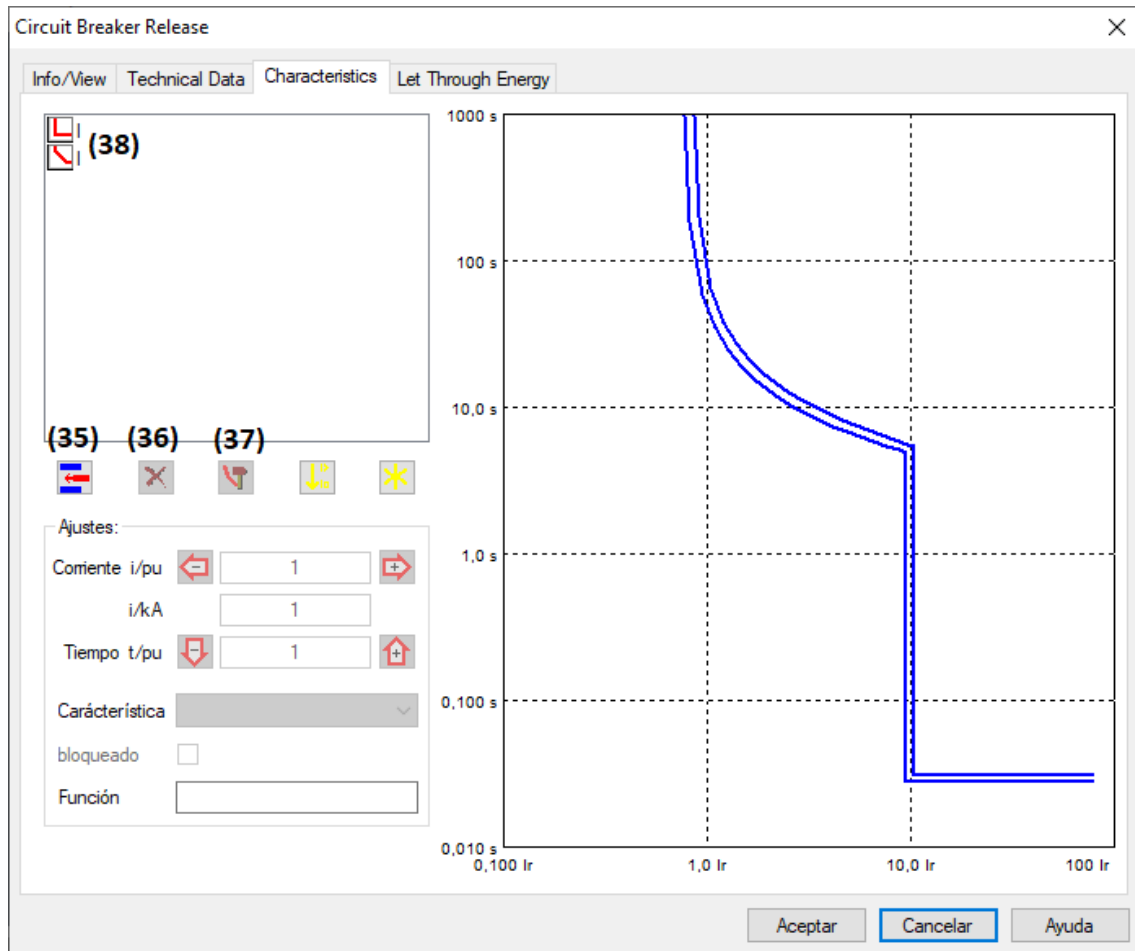 Circuit Breaker Release
Info/View Technical Data Characteristics Let Through Energy
I (38)
I
(35) (36) (37)
Ajustes:
Corriente i/pu 1
i/kA 1
Tiempo t/pu 1
Carácterística
bloqueado
Función
1000 s
100 s
10,0 s
1,0 s
0,100 s
0,010 s
0,100 Ir 1,0 Ir 10,0 Ir 100 Ir
Aceptar Cancelar Ayuda